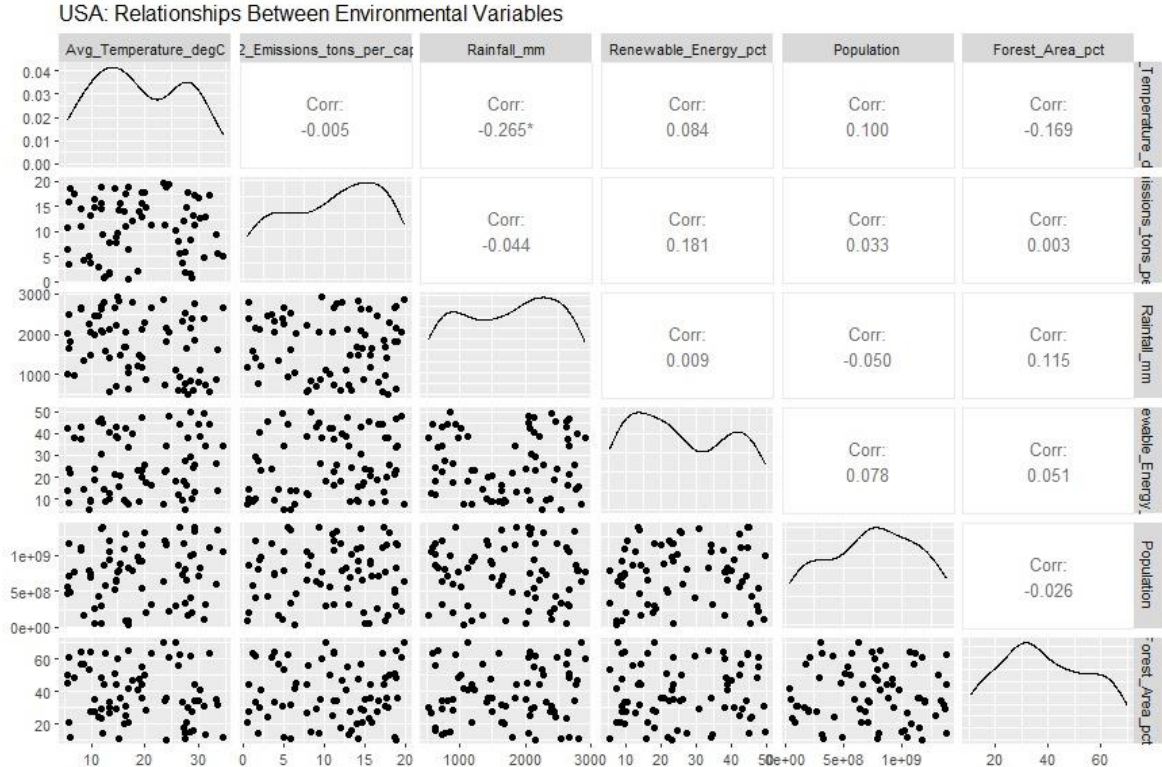 USA: Relationships Between Environmental Variables
Avg_Temperature_degC 2_Emissions_tons_per_cap Rainfall_mm Renewable_Energy_pct Population Forest_Area_pct
0.04
0.03
0.02
0.01
0.00
Corr:
-0.005
Corr:
-0.265*
Corr:
0.084
Corr:
0.100
Corr:
-0.169
_Temperature_d
20
15
10
5
0
Corr:
-0.044
Corr:
0.181
Corr:
0.033
Corr:
0.003
issions_tons_pe
3000
2000
1000
Corr:
0.009
Corr:
-0.050
Corr:
0.115
Rainfall_mm
50
40
30
20
10
Corr:
0.078
Corr:
0.051
ewable_Energy_
1e+09
5e+08
0e+00
Corr:
-0.026
Population
60
40
20
Forest_Area_pct
10 20 30 0 5 10 15 20 1000 2000 3000 10 20 30 40 50 0e+00 5e+08 1e+09 20 40 60